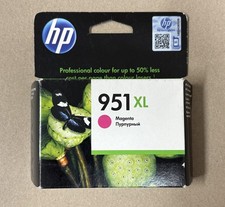 hp
Professional colour for up to 50% less
951XL
Magenta
Пурпурный